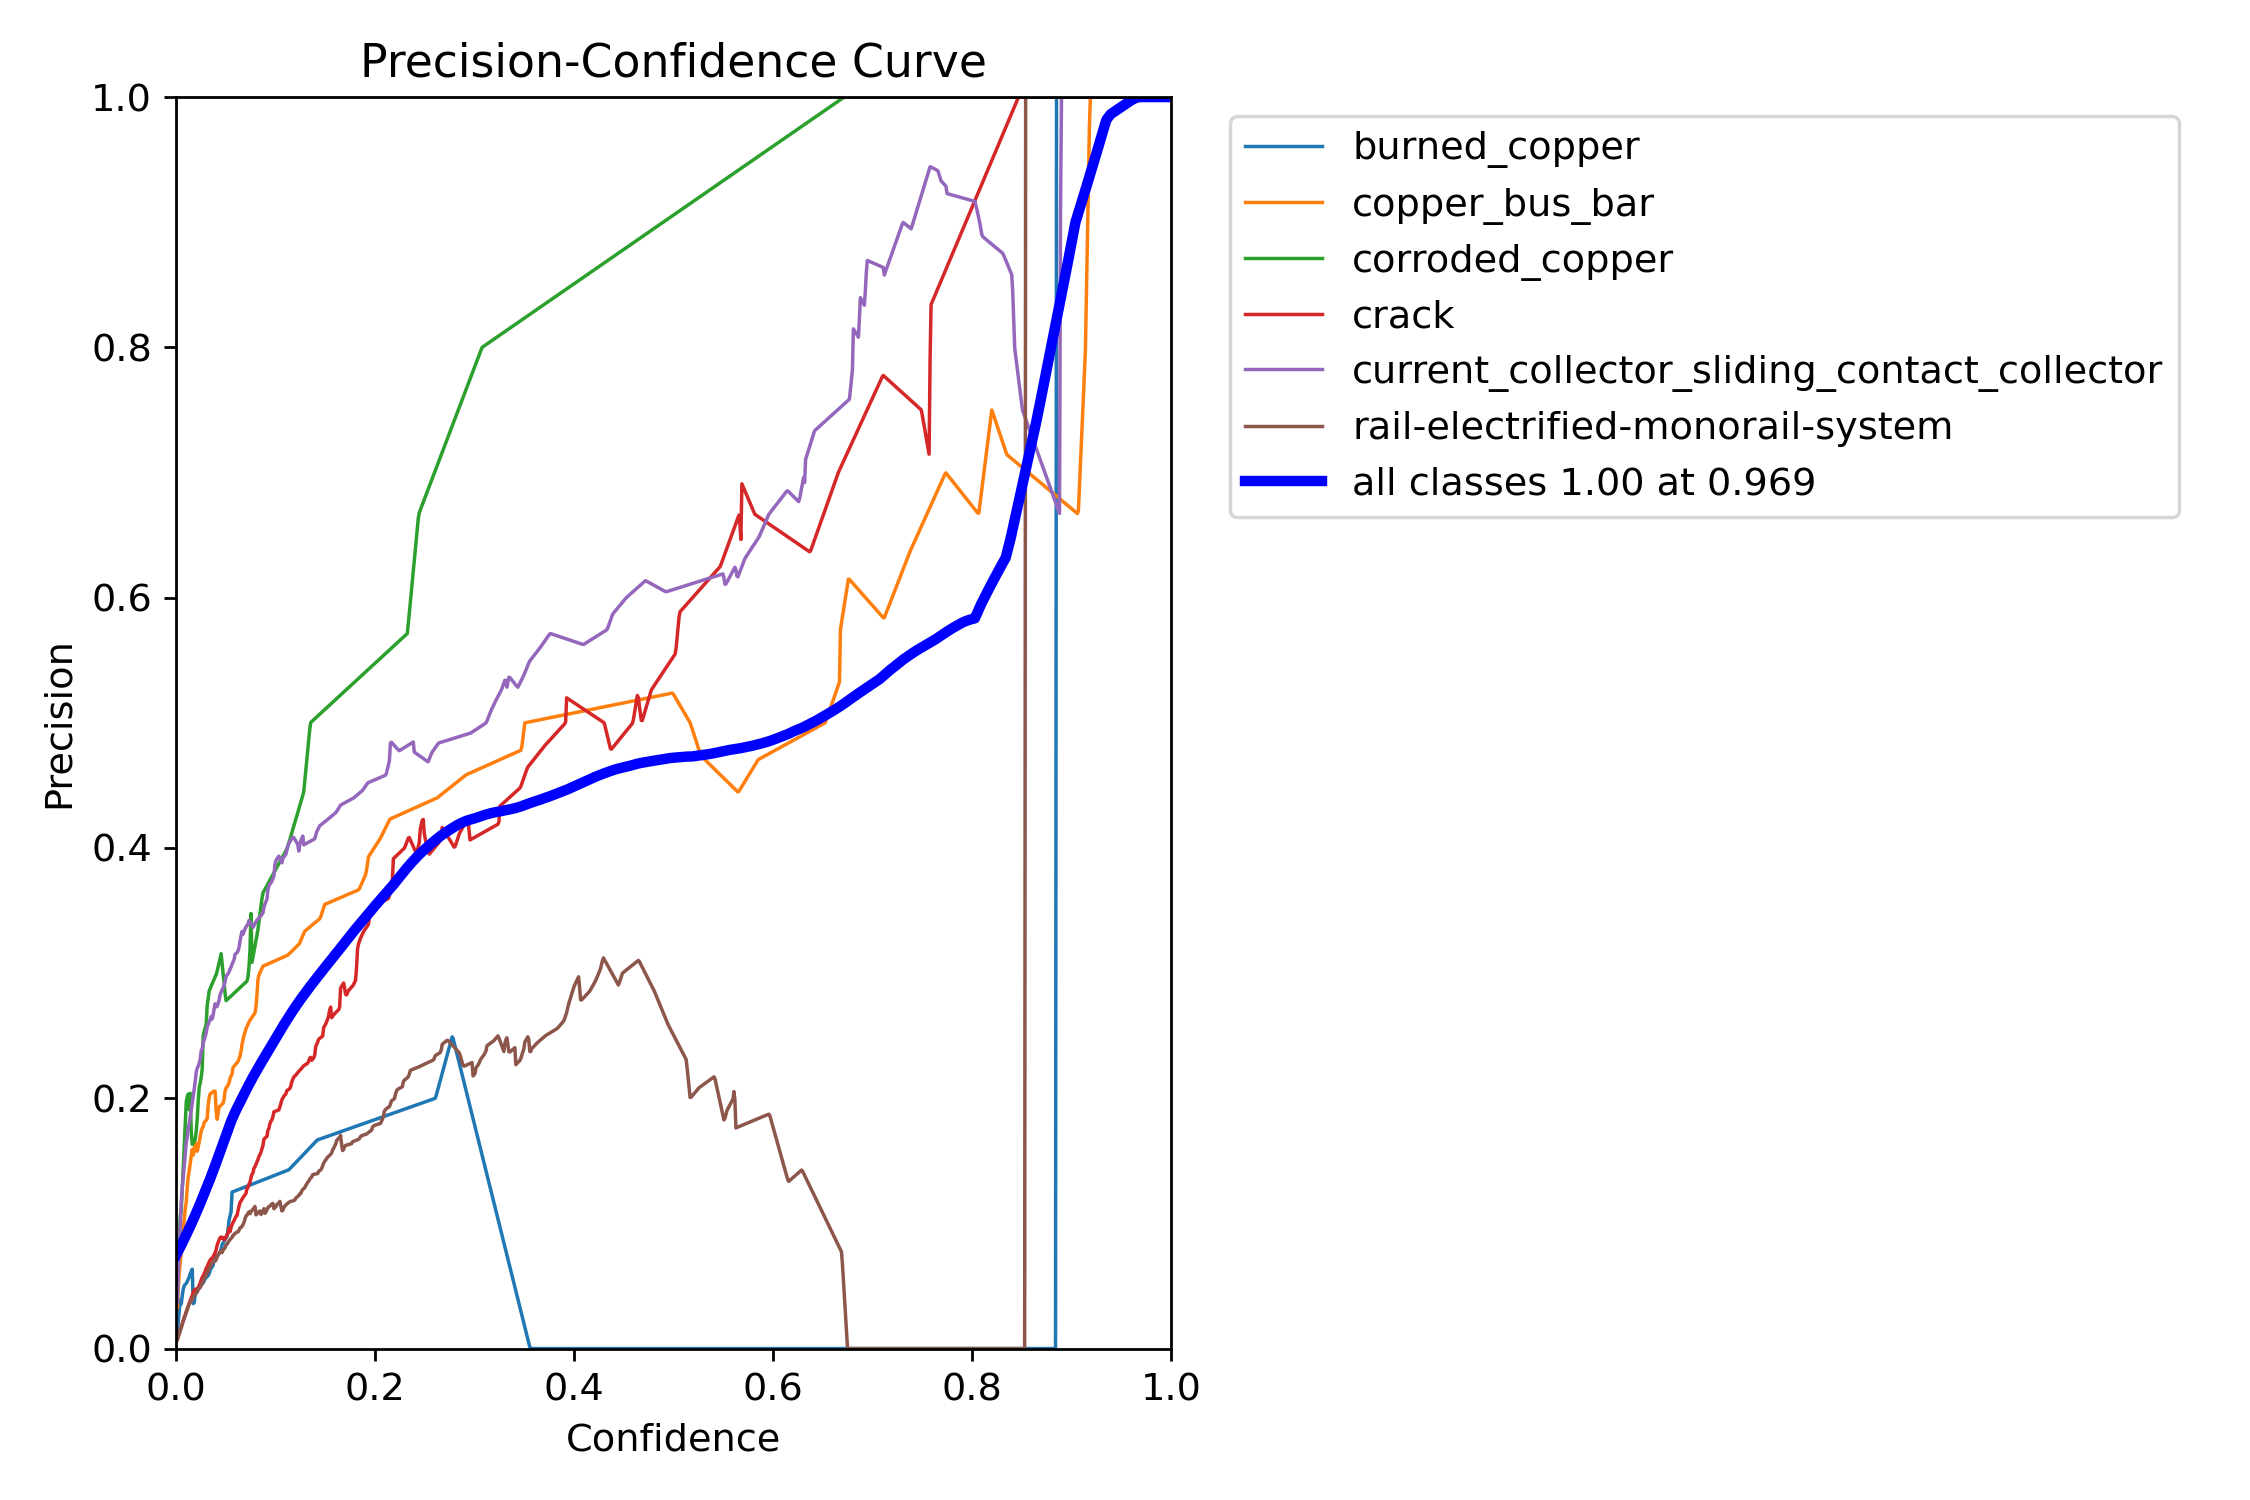 Precision-Confidence Curve
1.0
0.8
0.6
0.4
0.2
0.0
Precision
0.0 0.2 0.4 0.6 0.8 1.0
Confidence
burned_copper
copper_bus_bar
corroded_copper
crack
current_collector_sliding_contact_collector
rail-electrified-monorail-system
all classes 1.00 at 0.969